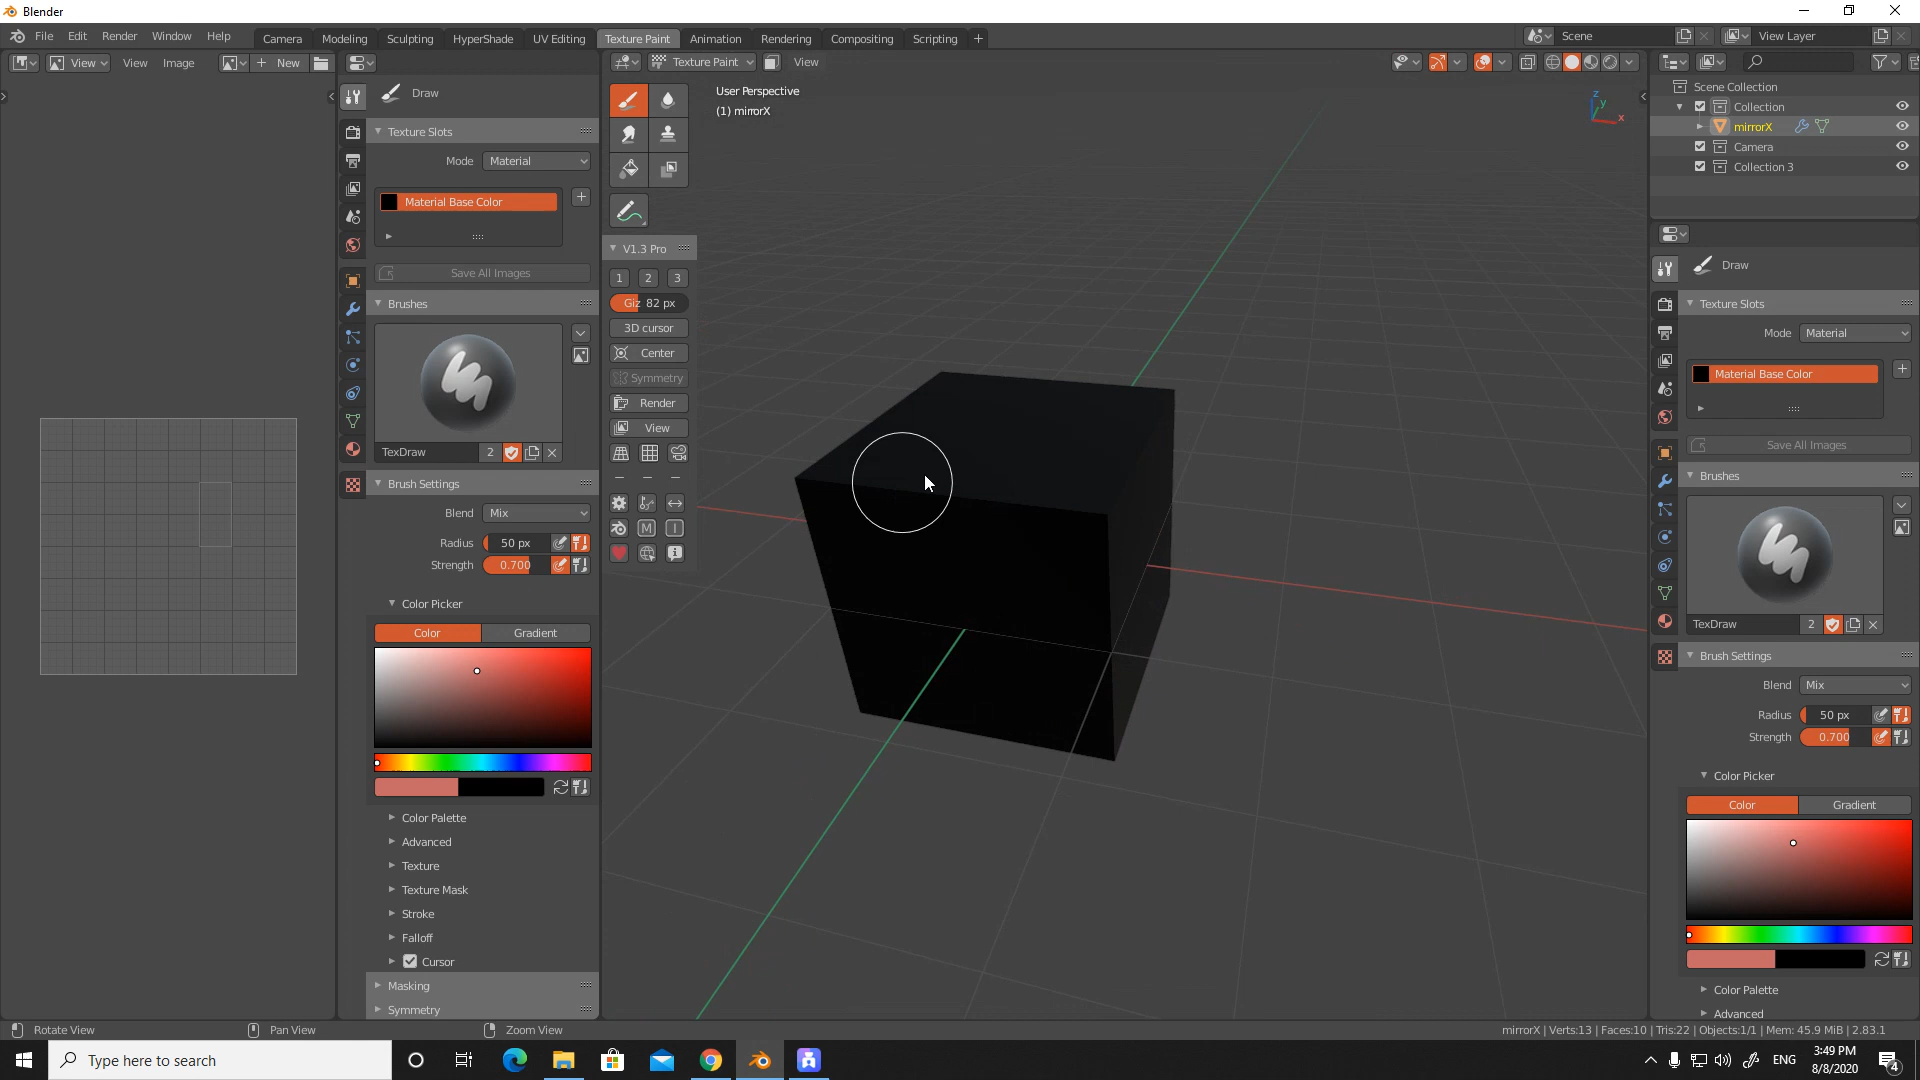 Blender
File Edit Render Window Help
Camera Modeling Sculpting HyperShade UV Editing Texture Paint Animation Rendering Compositing Scripting +
Scene
View Layer
View View Image + New
Texture Paint View
Draw
Texture Slots
Mode Material
Material Base Color
Save All Images
Brushes
TexDraw 2
Brush Settings
Blend Mix
Radius 50 px
Strength 0.700
Color Picker
Color Gradient
Color Palette
Advanced
Texture
Texture Mask
Stroke
Falloff
Cursor
Masking
Symmetry
V1.3 Pro
1 2 3
Giz 82 px
3D cursor
Center
Symmetry
Render
View
M I
User Perspective
(1) mirrorX
z
y
x
Scene Collection
Collection
mirrorX
Camera
Collection 3
Draw
Texture Slots
Mode Material
Material Base Color
Save All Images
Brushes
TexDraw 2
Brush Settings
Blend Mix
Radius 50 px
Strength 0.700
Color Picker
Color Gradient
Color Palette
Advanced
Rotate View Pan View Zoom View
mirrorX | Verts:13 | Faces:10 | Tris:22 | Objects:1/1 | Mem: 45.9 MiB | 2.83.1
Type here to search
ENG
3:49 PM
8/8/2020
4